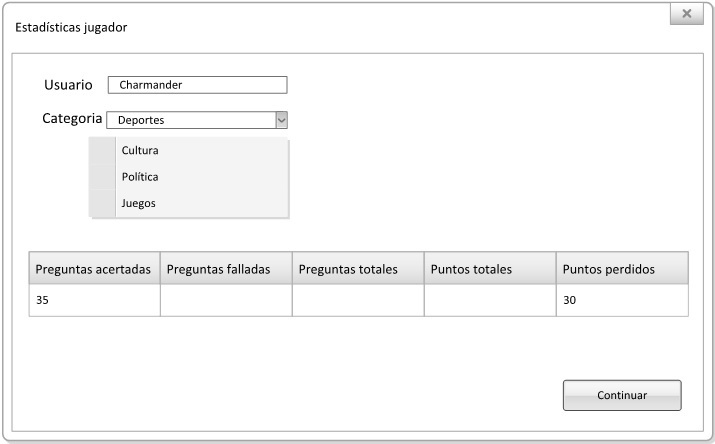 Estadísticas jugador
Usuario Charmander
Categoria Deportes
Cultura
Política
Juegos
Preguntas acertadas Preguntas falladas Preguntas totales Puntos totales Puntos perdidos
35 30
Continuar